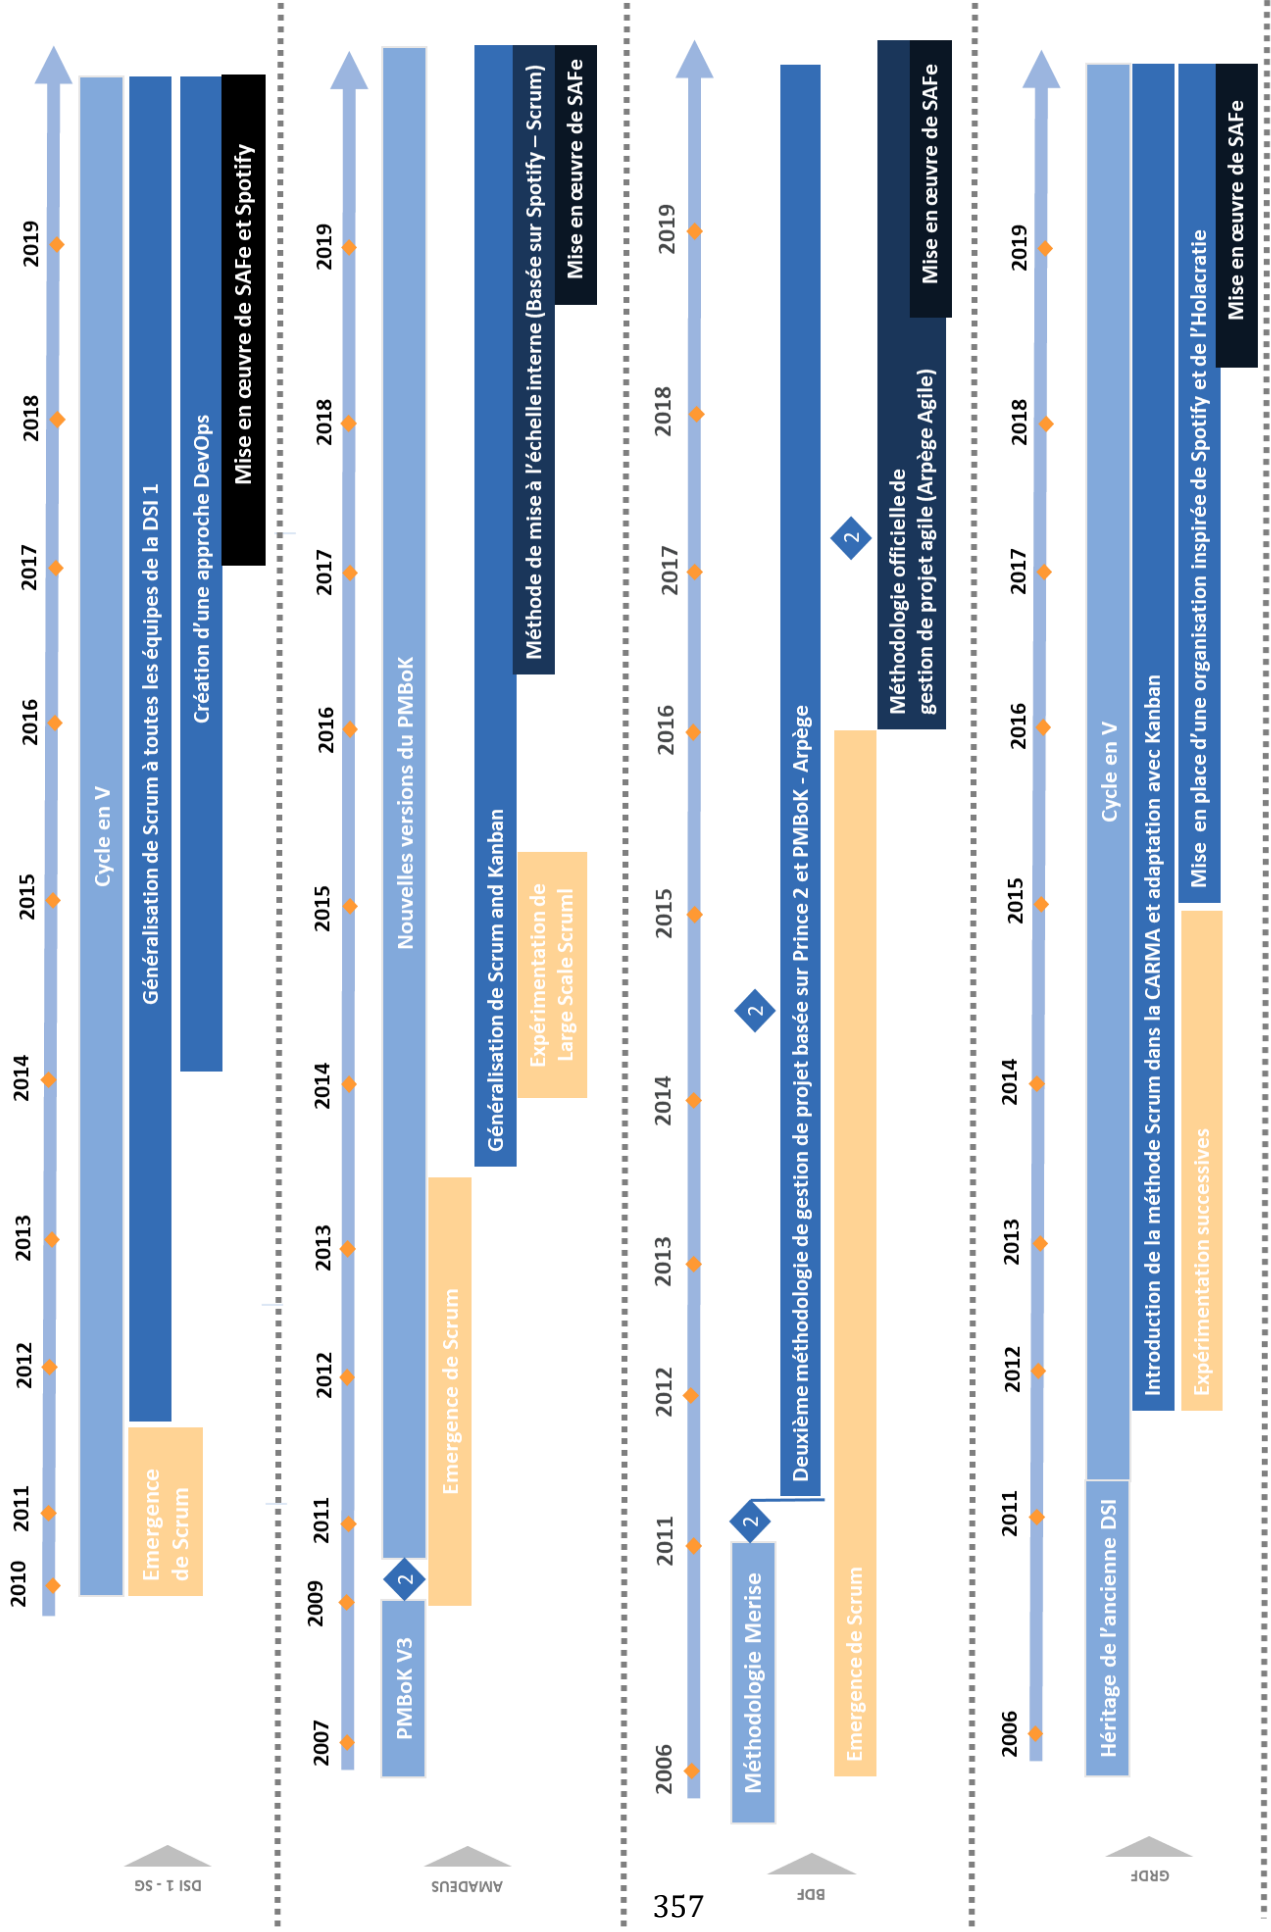 DSI 1 - SG
2010
2011
2012
2013
2014
2015
2016
2017
2018
2019
Cycle en V
Emergence
de Scrum
Généralisation de Scrum à toutes les équipes de la DSI 1
Création d'une approche DevOps
Mise en œuvre de SAFe et Spotify
AMADEUS
2007
2009
2011
2012
2013
2014
2015
2016
2017
2018
2019
PMBoK V3
2
Nouvelles versions du PMBoK
Emergence de Scrum
Généralisation de Scrum and Kanban
Expérimentation de
Large Scale Scruml
Méthode de mise à l'échelle interne (Basée sur Spotify – Scrum)
Mise en œuvre de SAFe
BDF
2006
2011
2012
2013
2014
2015
2016
2017
2018
2019
Méthodologie Merise
2
2
Deuxième méthodologie de gestion de projet basée sur Prince 2 et PMBoK - Arpège
Emergence de Scrum
2
Méthodologie officielle de
gestion de projet agile (Arpège Agile)
Mise en œuvre de SAFe
GRDF
2006
2011
2012
2013
2014
2015
2016
2017
2018
2019
Héritage de l'ancienne DSI
Cycle en V
Introduction de la méthode Scrum dans la CARMA et adaptation avec Kanban
Expérimentation successives
Mise en place d'une organisation inspirée de Spotify et de l'Holacratie
Mise en œuvre de SAFe
357